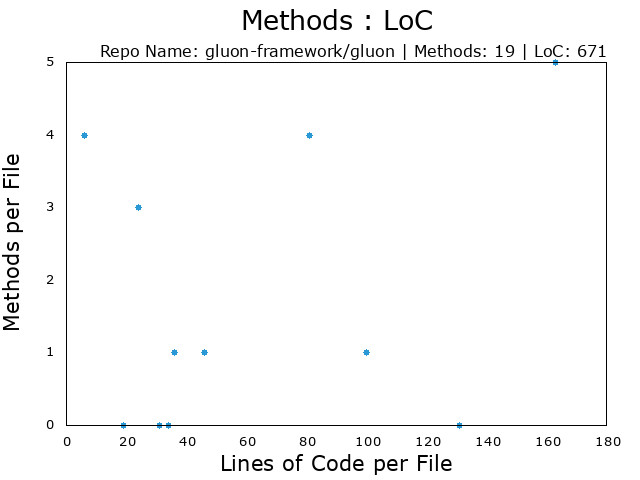 Methods : LoC
Repo Name: gluon-framework/gluon | Methods: 19 | LoC: 671
5
4
3
2
1
0
Methods per File
0 20 40 60 80 100 120 140 160 180
Lines of Code per File